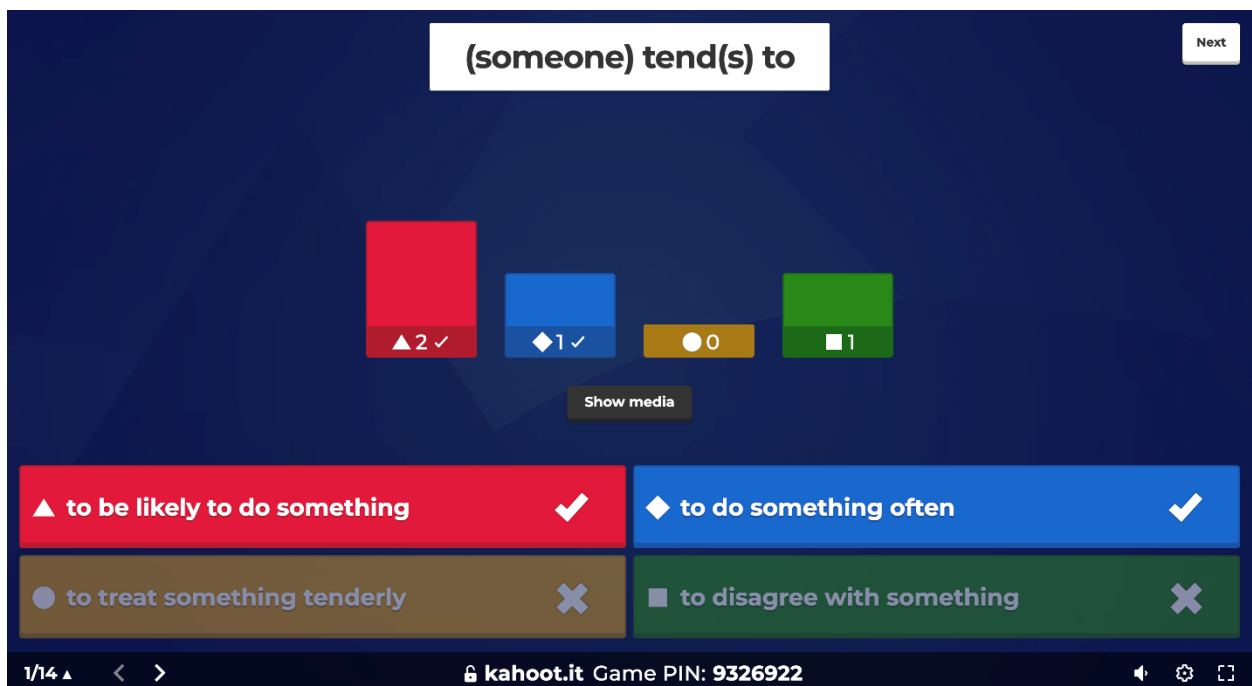 (someone) tend(s) to
Next
2
1
0
1
Show media
to be likely to do something
to do something often
to treat something tenderly
to disagree with something
1/14
kahoot.it Game PIN: 9326922